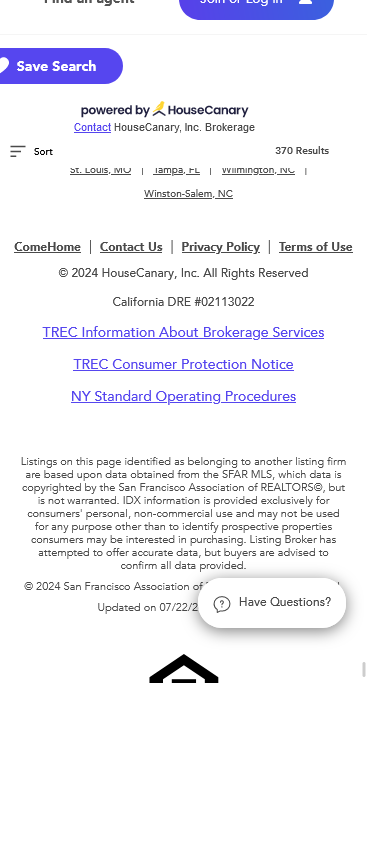 Find an agent
Join or Log in
Save Search
powered by HouseCanary
Contact HouseCanary, Inc. Brokerage
Sort
370 Results
St. Louis, MO | Tampa, FL | Wilmington, NC |
Winston-Salem, NC
ComeHome | Contact Us | Privacy Policy | Terms of Use
© 2024 HouseCanary, Inc. All Rights Reserved
California DRE #02113022
TREC Information About Brokerage Services
TREC Consumer Protection Notice
NY Standard Operating Procedures
Listings on this page identified as belonging to another listing firm
are based upon data obtained from the SFAR MLS, which data is
copyrighted by the San Francisco Association of REALTORS©, but
is not warranted. IDX information is provided exclusively for
consumers' personal, non-commercial use and may not be used
for any purpose other than to identify prospective properties
consumers may be interested in purchasing. Listing Broker has
attempted to offer accurate data, but buyers are advised to
confirm all data provided.
© 2024 San Francisco Association of
Updated on 07/22/2
Have Questions?